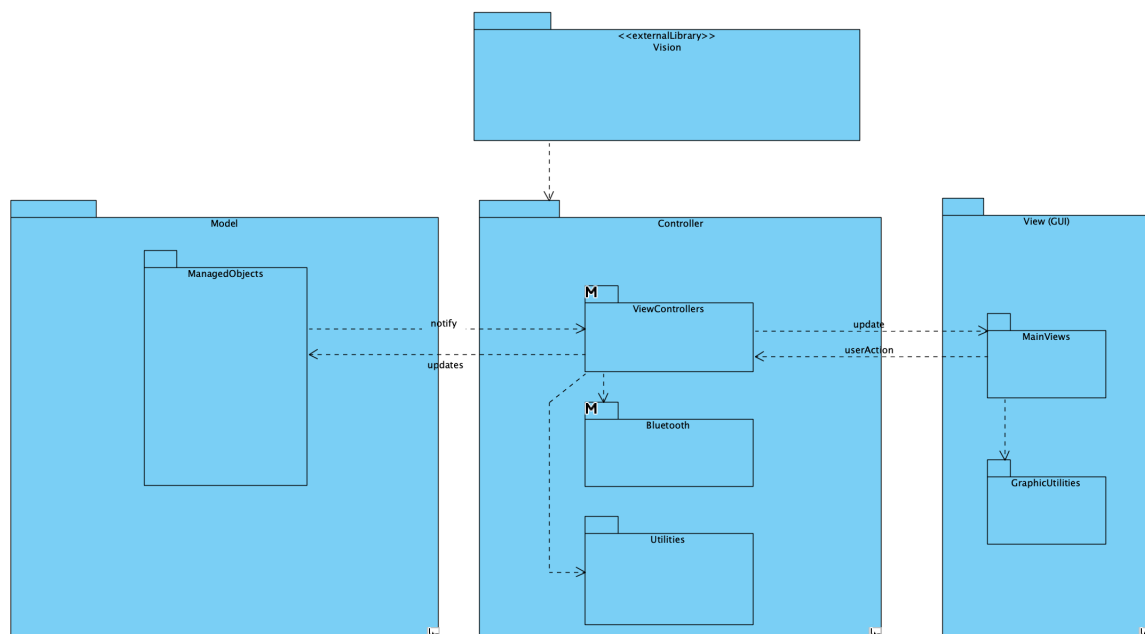 <<externalLibrary>>
Vision
Model
Controller
View (GUI)
ManagedObjects
M
ViewControllers
notify
update
MainViews
userAction
updates
M
Bluetooth
GraphicUtilities
Utilities